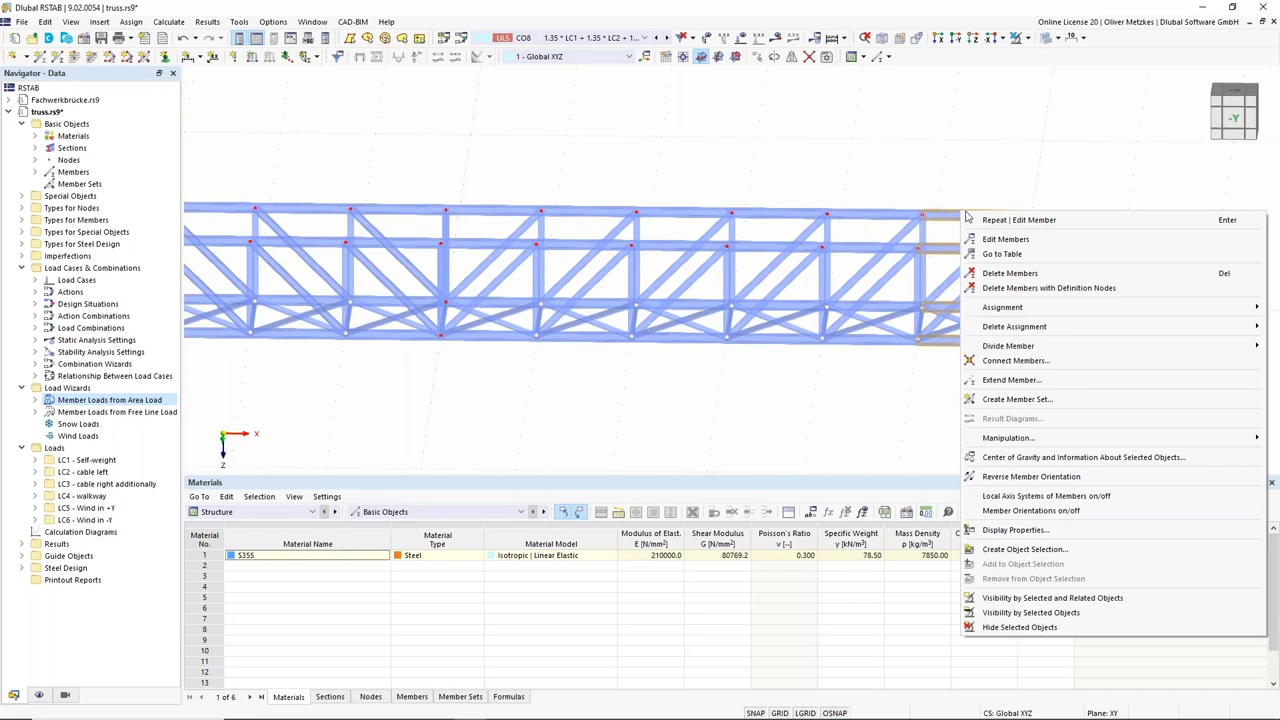 Dlubal RSTAB | 9.02.0054 | truss.rs9*
File Edit View Insert Assign Calculate Results Tools Options Window CAD-BIM Help
Online License 20 | Oliver Metzkes | Dlubal Software GmbH
ULS CO8 1.35 * LC1 + 1.35 * LC2 + 1...
1 - Global XYZ
Navigator - Data
RSTAB
Fachwerkbrücke.rs9
truss.rs9*
Basic Objects
Materials
Sections
Nodes
Members
Member Sets
Special Objects
Types for Nodes
Types for Members
Types for Special Objects
Types for Steel Design
Imperfections
Load Cases & Combinations
Load Cases
Actions
Design Situations
Action Combinations
Load Combinations
Static Analysis Settings
Stability Analysis Settings
Combination Wizards
Relationship Between Load Cases
Load Wizards
Member Loads from Area Load
Member Loads from Free Line Load
Snow Loads
Wind Loads
Loads
LC1 - Self-weight
LC2 - cable left
LC3 - cable right additionally
LC4 - walkway
LC5 - Wind in +Y
LC6 - Wind in -Y
Calculation Diagrams
Results
Guide Objects
Steel Design
Printout Reports
-Y
X
Z
Repeat | Edit Member Enter
Edit Members
Go to Table
Delete Members Del
Delete Members with Definition Nodes
Assignment
Delete Assignment
Divide Member
Connect Members...
Extend Member...
Create Member Set...
Result Diagrams...
Manipulation...
Center of Gravity and Information About Selected Objects...
Reverse Member Orientation
Local Axis Systems of Members on/off
Member Orientations on/off
Display Properties...
Create Object Selection...
Add to Object Selection
Remove from Object Selection
Visibility by Selected and Related Objects
Visibility by Selected Objects
Hide Selected Objects
Materials
Go To Edit Selection View Settings
Structure Basic Objects
Material No. Material Name Material Type Material Model Modulus of Elast. E [N/mm²] Shear Modulus G [N/mm²] Poisson's Ratio ν [--] Specific Weight γ [kN/m³] Mass Density ρ [kg/m³]
1 S355 Steel Isotropic | Linear Elastic 210000.0 80769.2 0.300 78.50 7850.00
2
3
4
5
6
7
8
9
10
11
12
13
1 of 6 Materials Sections Nodes Members Member Sets Formulas
SNAP GRID LGRID OSNAP CS: Global XYZ Plane: XY